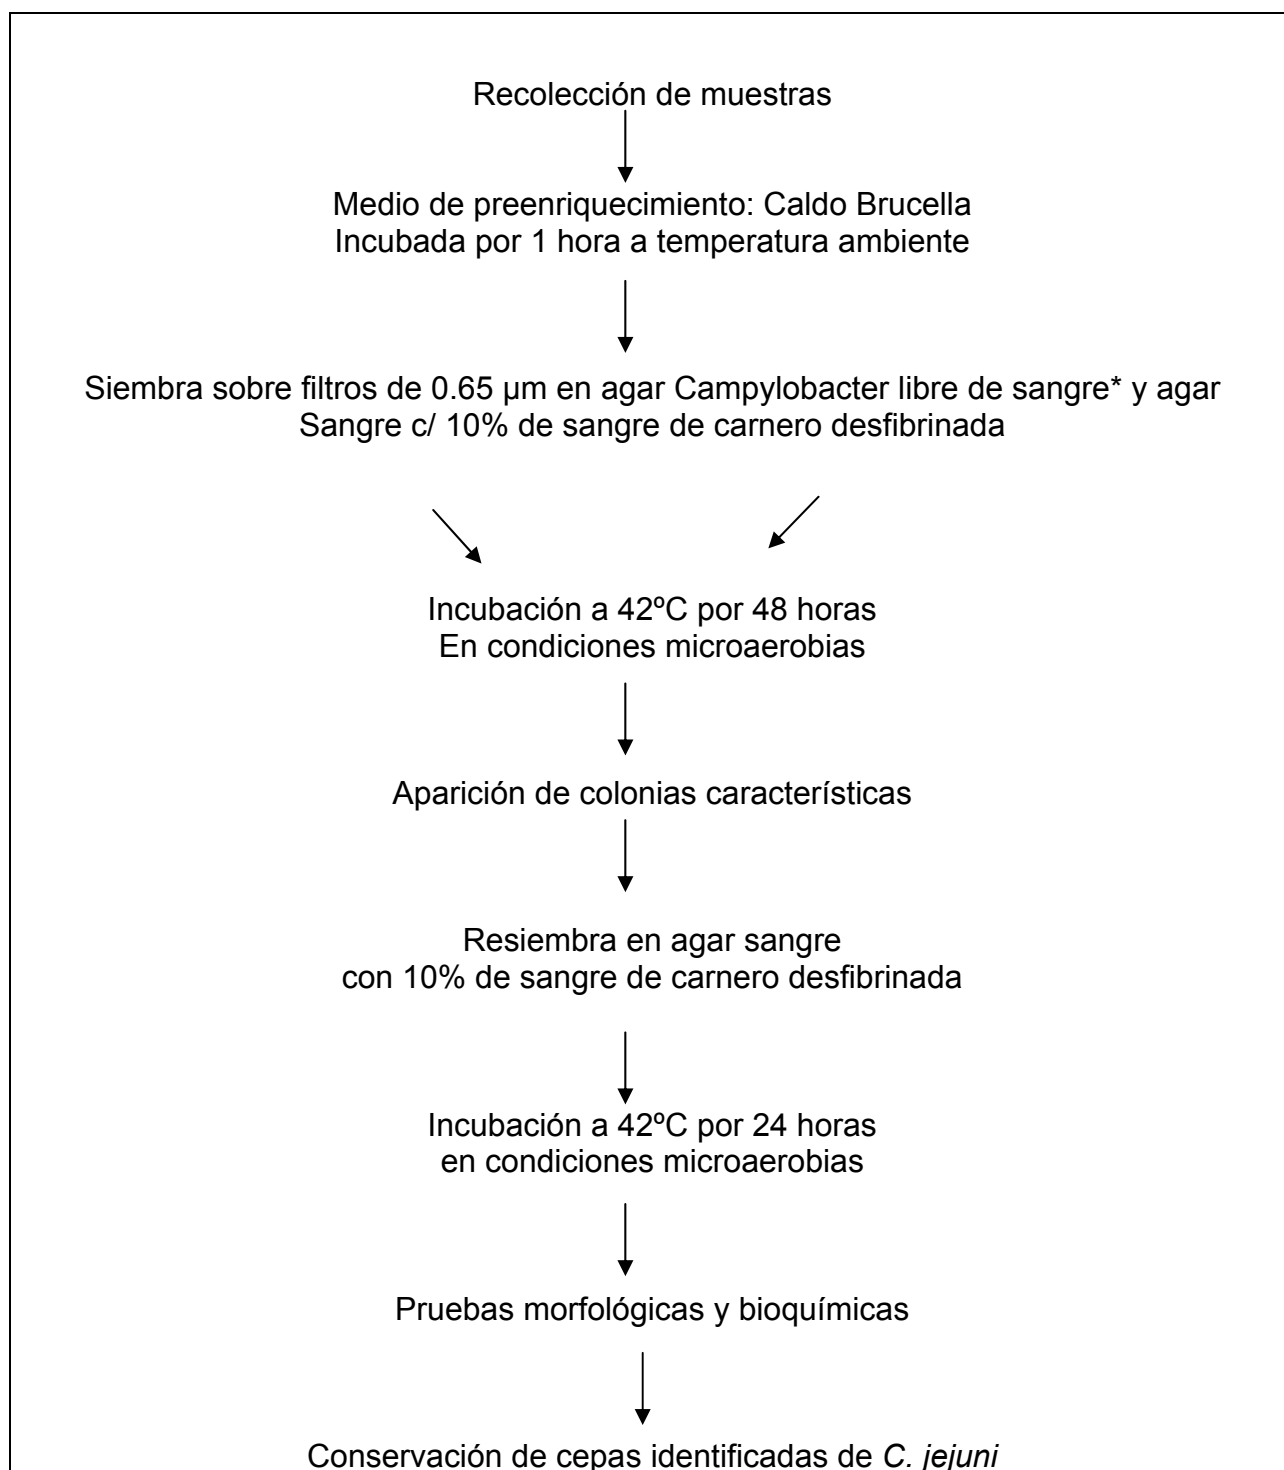 Recolección de muestras
Medio de preenriquecimiento: Caldo Brucella
Incubada por 1 hora a temperatura ambiente
Siembra sobre filtros de 0.65 µm en agar Campylobacter libre de sangre* y agar
Sangre c/ 10% de sangre de carnero desfibrinada
Incubación a 42ºC por 48 horas
En condiciones microaerobias
Aparición de colonias características
Resiembra en agar sangre
con 10% de sangre de carnero desfibrinada
Incubación a 42ºC por 24 horas
en condiciones microaerobias
Pruebas morfológicas y bioquímicas
Conservación de cepas identificadas de C. jejuni